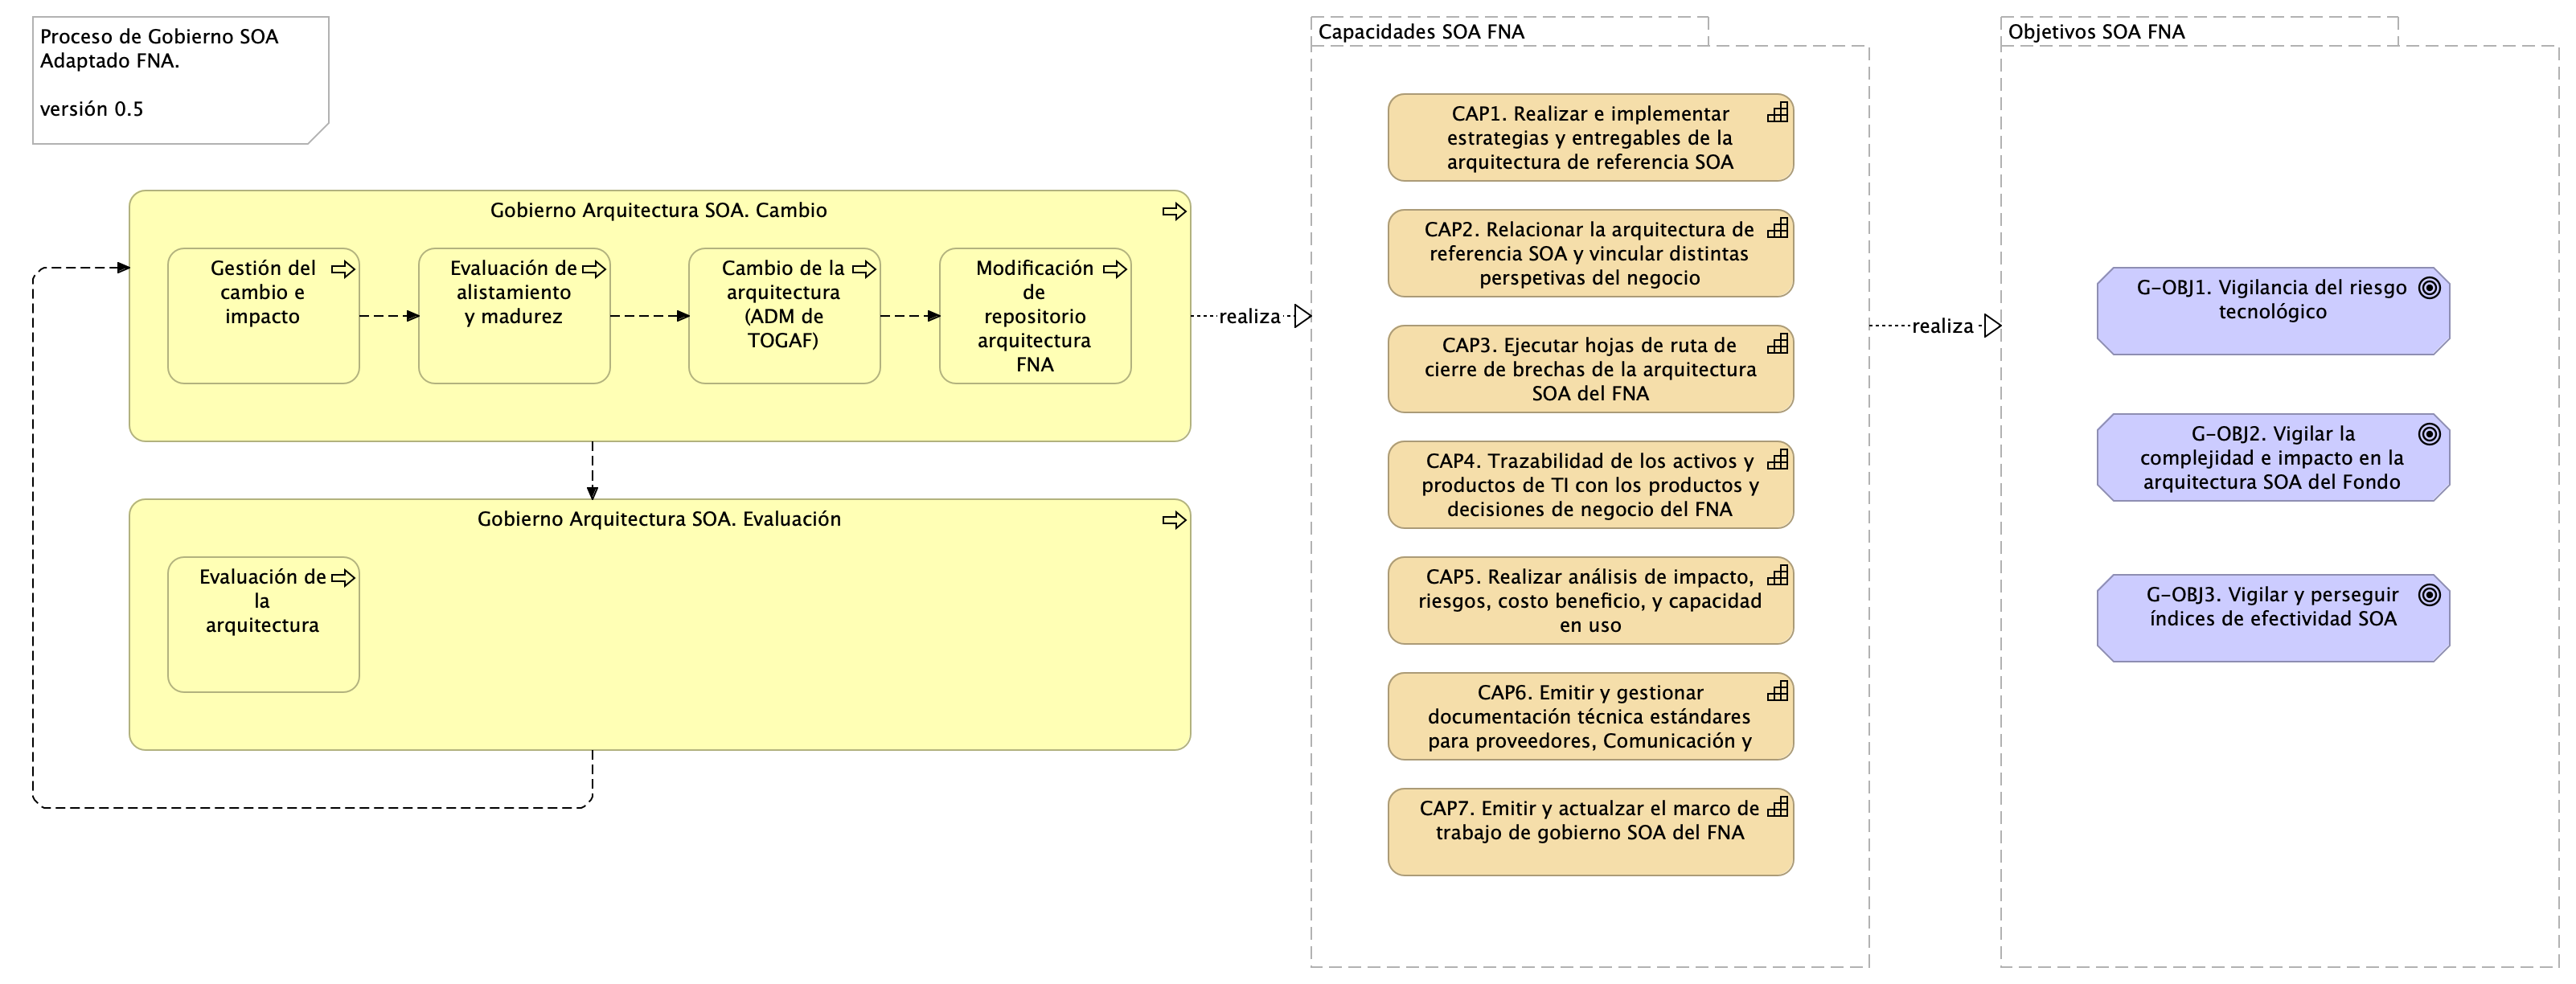 Proceso de Gobierno SOA
Adaptado FNA.
versión 0.5
Gobierno Arquitectura SOA. Cambio
Gestión del
cambio e
impacto
Evaluación de
alistamiento
y madurez
Cambio de la
arquitectura
(ADM de
TOGAF)
Modificación
de
repositorio
arquitectura
FNA
Gobierno Arquitectura SOA. Evaluación
Evaluación de
la
arquitectura
realiza
Capacidades SOA FNA
CAP1. Realizar e implementar
estrategias y entregables de la
arquitectura de referencia SOA
CAP2. Relacionar la arquitectura de
referencia SOA y vincular distintas
perspetivas del negocio
CAP3. Ejecutar hojas de ruta de
cierre de brechas de la arquitectura
SOA del FNA
CAP4. Trazabilidad de los activos y
productos de TI con los productos y
decisiones de negocio del FNA
CAP5. Realizar análisis de impacto,
riesgos, costo beneficio, y capacidad
en uso
CAP6. Emitir y gestionar
documentación técnica estándares
para proveedores, Comunicación y
CAP7. Emitir y actualzar el marco de
trabajo de gobierno SOA del FNA
realiza
Objetivos SOA FNA
G-OBJ1. Vigilancia del riesgo
tecnológico
G-OBJ2. Vigilar la
complejidad e impacto en la
arquitectura SOA del Fondo
G-OBJ3. Vigilar y perseguir
índices de efectividad SOA